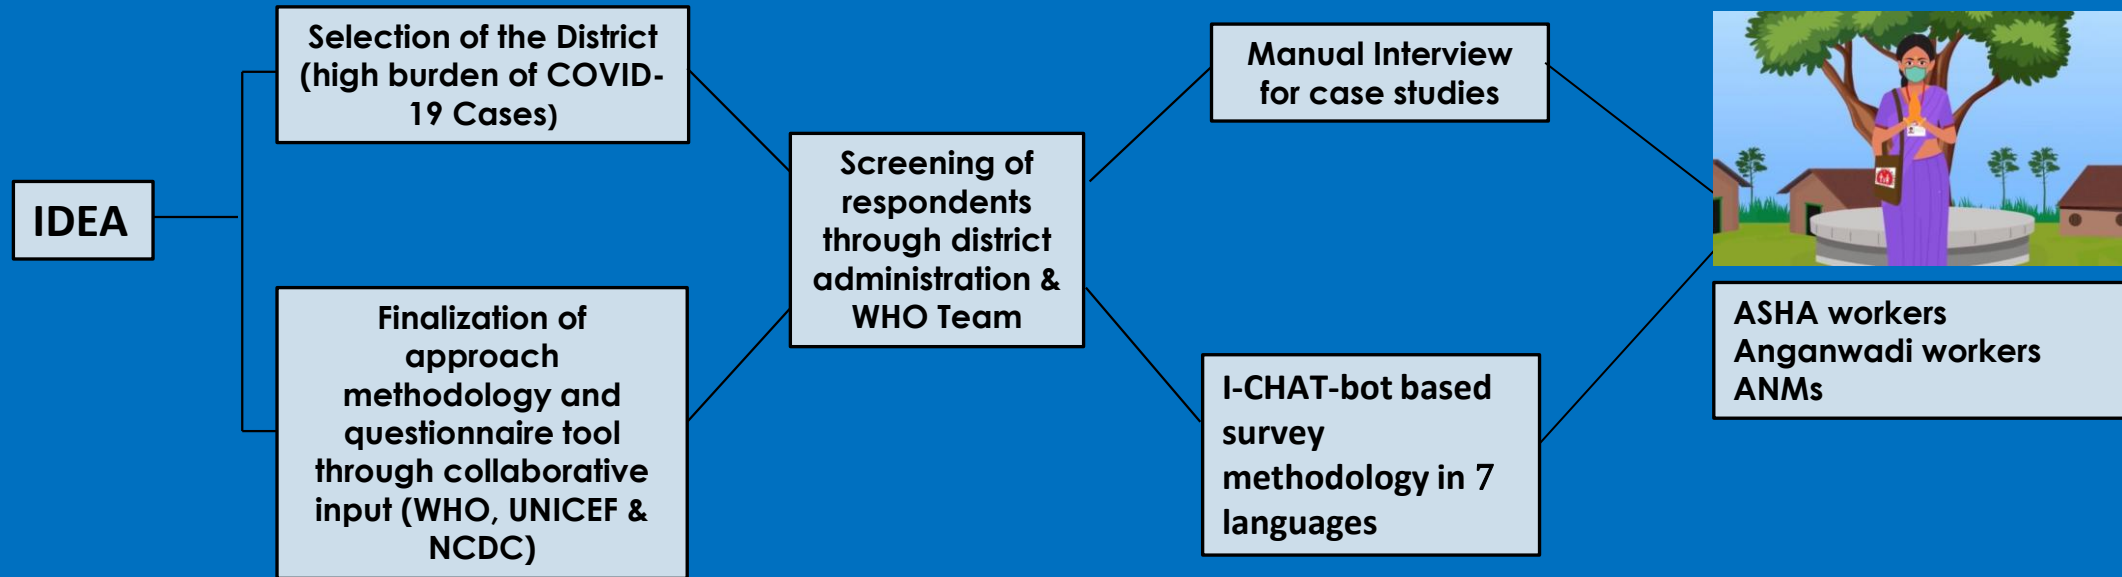 IDEA
Selection of the District
(high burden of COVID-
19 Cases)
Finalization of
approach
methodology and
questionnaire tool
through collaborative
input (WHO, UNICEF &
NCDC)
Screening of
respondents
through district
administration &
WHO Team
Manual Interview
for case studies
I-CHAT-bot based
survey
methodology in 7
languages
ASHA workers
Anganwadi workers
ANMs